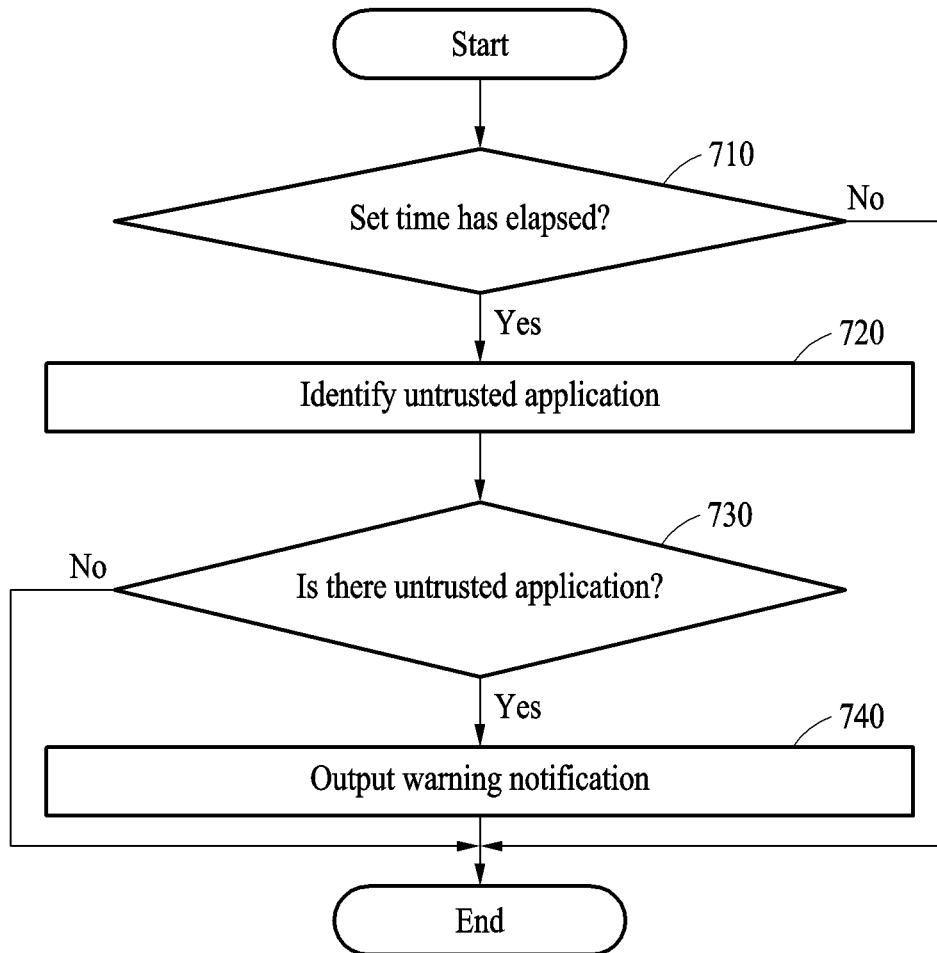 Start
710
Set time has elapsed?
No
Yes
720
Identify untrusted application
730
No
Is there untrusted application?
Yes
740
Output warning notification
End